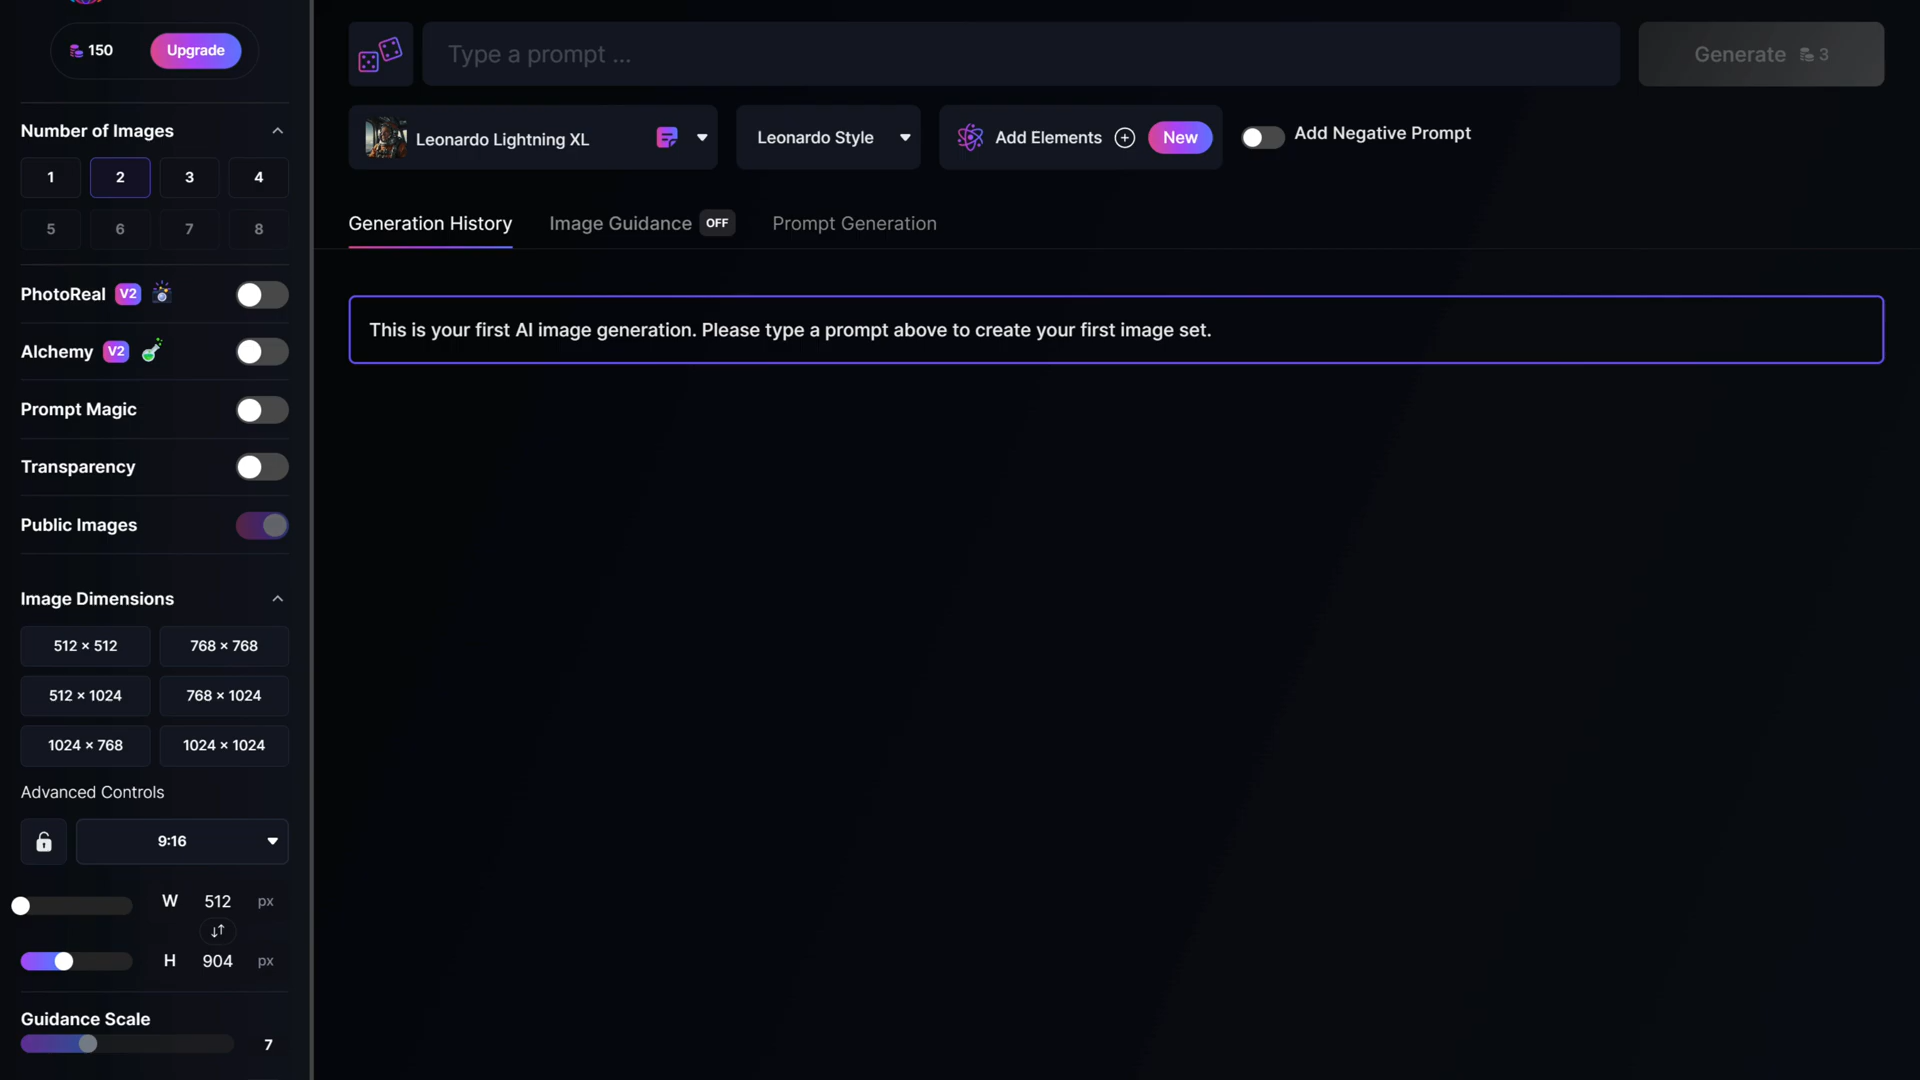 150 Upgrade
Number of Images
1 2 3 4
5 6 7 8
PhotoReal V2
Alchemy V2
Prompt Magic
Transparency
Public Images
Image Dimensions
512 × 512 768 × 768
512 × 1024 768 × 1024
1024 × 768 1024 × 1024
Advanced Controls
9:16
W 512 px
H 904 px
Guidance Scale
7
Type a prompt ... Generate 3
Leonardo Lightning XL Leonardo Style Add Elements New Add Negative Prompt
Generation History Image Guidance OFF Prompt Generation
This is your first AI image generation. Please type a prompt above to create your first image set.